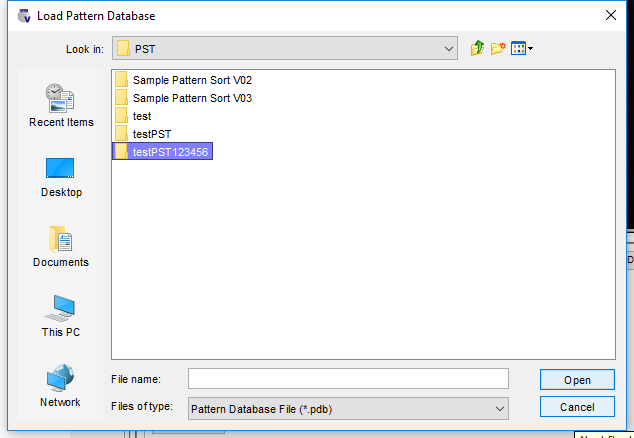 Load Pattern Database
Look in: PST
Sample Pattern Sort V02
Sample Pattern Sort V03
test
testPST
testPST123456
Recent Items
Desktop
Documents
This PC
Network
File name:
Open
Files of type: Pattern Database File (*.pdb)
Cancel
D